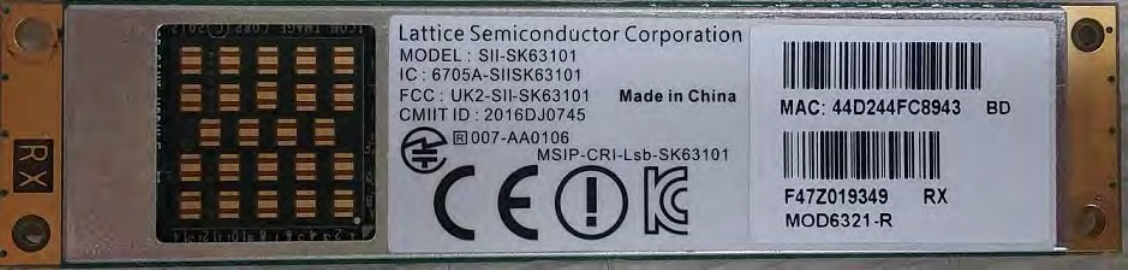 RX
Lattice Semiconductor Corporation
MODEL : SII-SK63101
IC : 6705A-SIISK63101
FCC : UK2-SII-SK63101 Made in China
CMIIT ID : 2016DJ0745
R 007-AA0106
MSIP-CRI-Lsb-SK63101
CE
MAC: 44D244FC8943 BD
F47Z019349 RX
MOD6321-R